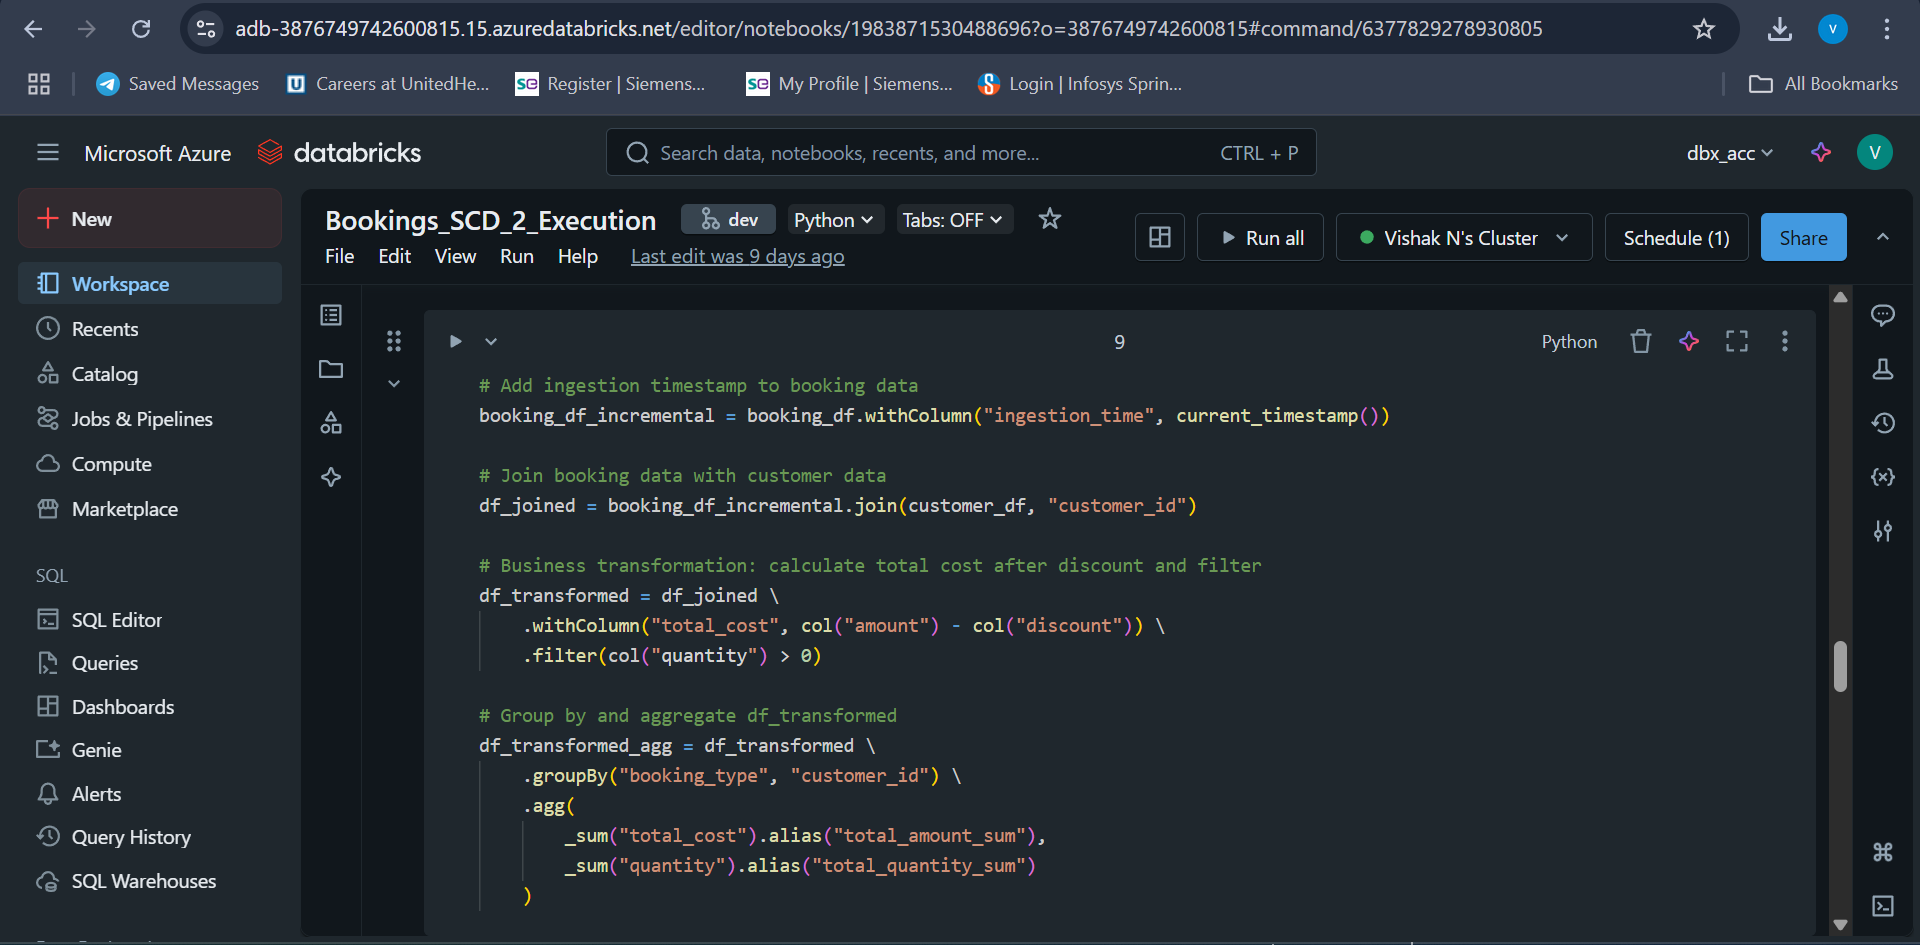 adb-3876749742600815.15.azuredatabricks.net/editor/notebooks/1983871530488696?o=3876749742600815#command/6377829278930805
V
Saved Messages
Careers at UnitedHe...
Register | Siemens...
My Profile | Siemens...
Login | Infosys Sprin...
All Bookmarks
Microsoft Azure
databricks
Search data, notebooks, recents, and more...
CTRL + P
dbx_acc
V
New
Workspace
Recents
Catalog
Jobs & Pipelines
Compute
Marketplace
SQL
SQL Editor
Queries
Dashboards
Genie
Alerts
Query History
SQL Warehouses
Bookings_SCD_2_Execution
dev
Python
Tabs: OFF
File
Edit
View
Run
Help
Last edit was 9 days ago
Run all
Vishak N's Cluster
Schedule (1)
Share
9
Python
# Add ingestion timestamp to booking data
booking_df_incremental = booking_df.withColumn("ingestion_time", current_timestamp())
# Join booking data with customer data
df_joined = booking_df_incremental.join(customer_df, "customer_id")
# Business transformation: calculate total cost after discount and filter
df_transformed = df_joined \
.withColumn("total_cost", col("amount") - col("discount")) \
.filter(col("quantity") > 0)
# Group by and aggregate df_transformed
df_transformed_agg = df_transformed \
.groupBy("booking_type", "customer_id") \
.agg(
_sum("total_cost").alias("total_amount_sum"),
_sum("quantity").alias("total_quantity_sum")
)